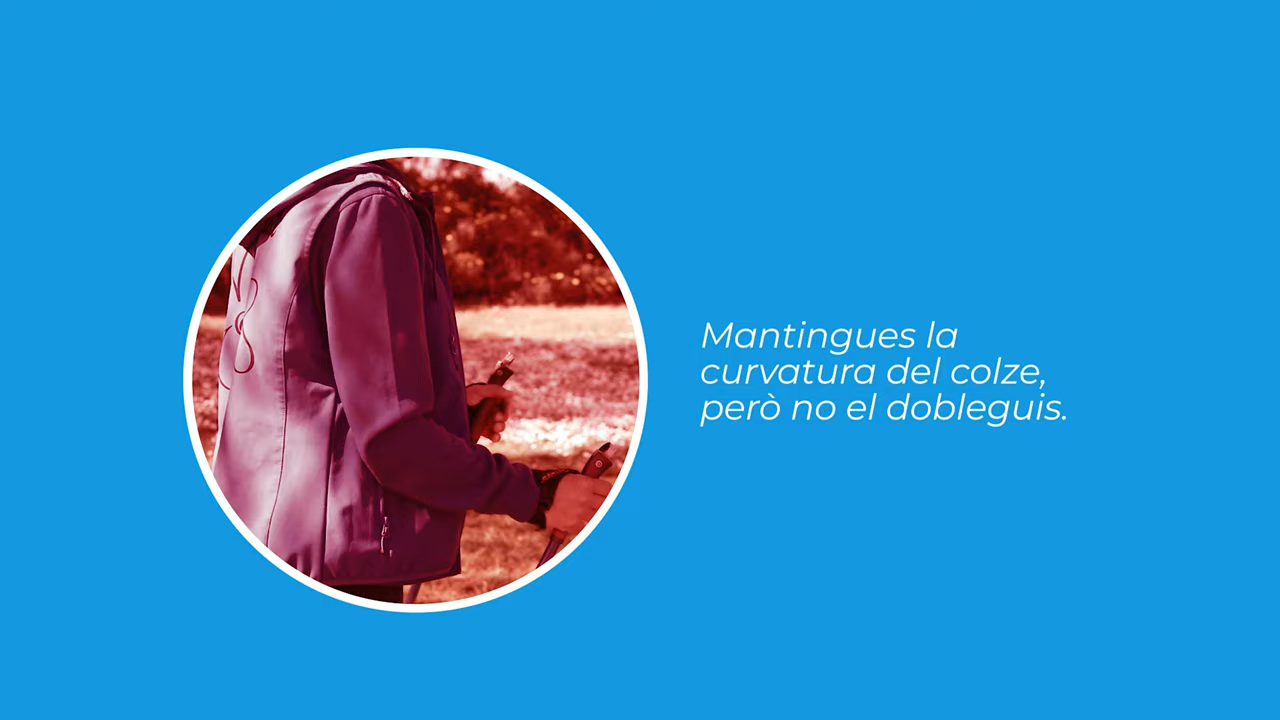 Mantingues la
curvatura del colze,
però no el dobleguis.